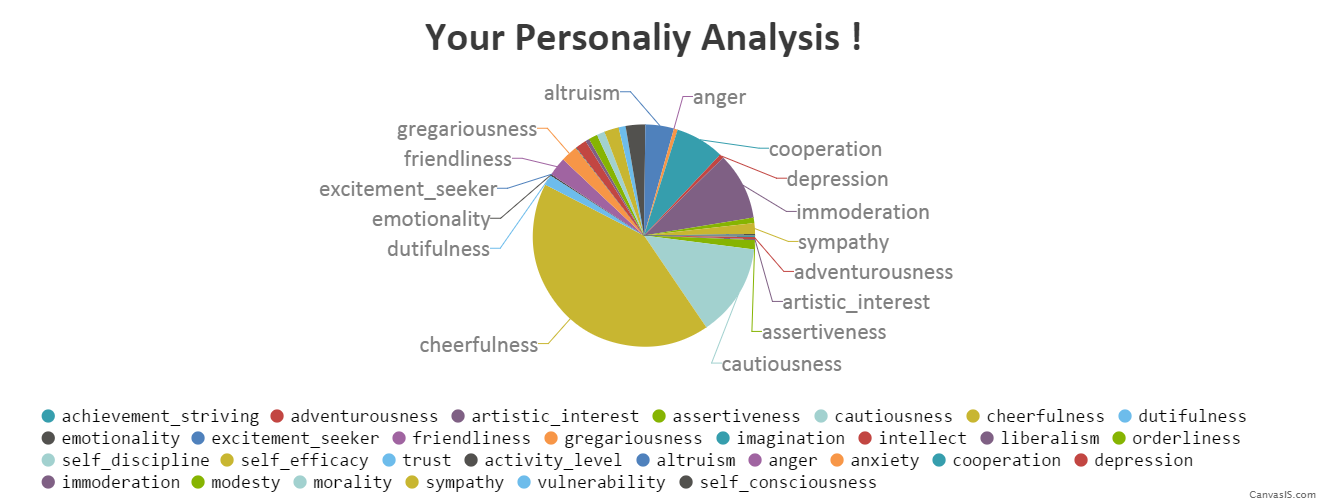 Your Personaliy Analysis !
altruism
anger
gregariousness
cooperation
friendliness
depression
excitement_seeker
immoderation
emotionality
sympathy
dutifulness
adventurousness
artistic_interest
assertiveness
cheerfulness
cautiousness
achievement_striving adventurousness artistic_interest assertiveness cautiousness cheerfulness dutifulness
emotionality excitement_seeker friendliness gregariousness imagination intellect liberalism orderliness
self_discipline self_efficacy trust activity_level altruism anger anxiety cooperation depression
immoderation modesty morality sympathy vulnerability self_consciousness
CanvasJS.com